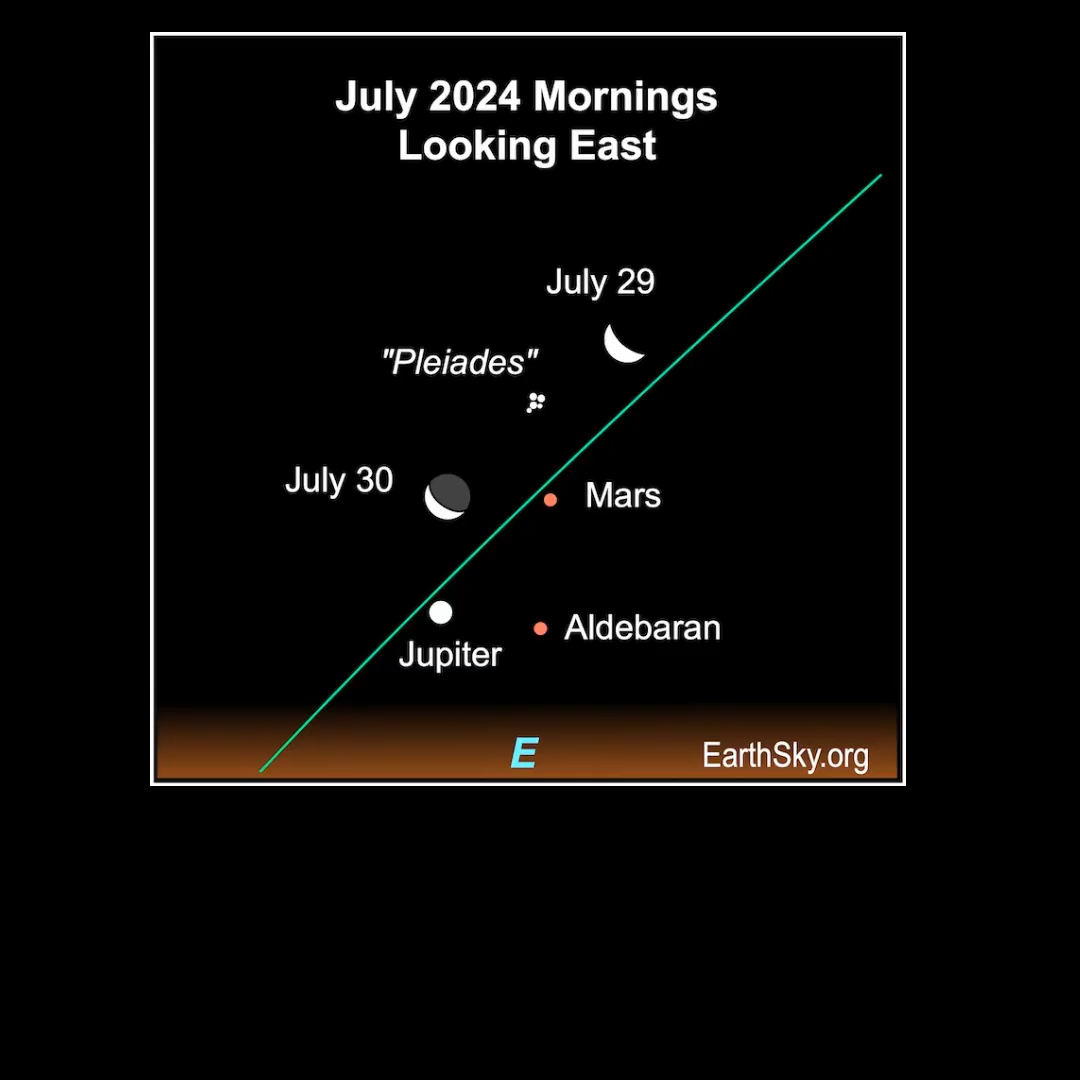 July 2024 Mornings
Looking East
July 29
"Pleiades"
July 30
Mars
Aldebaran
Jupiter
E
EarthSky.org